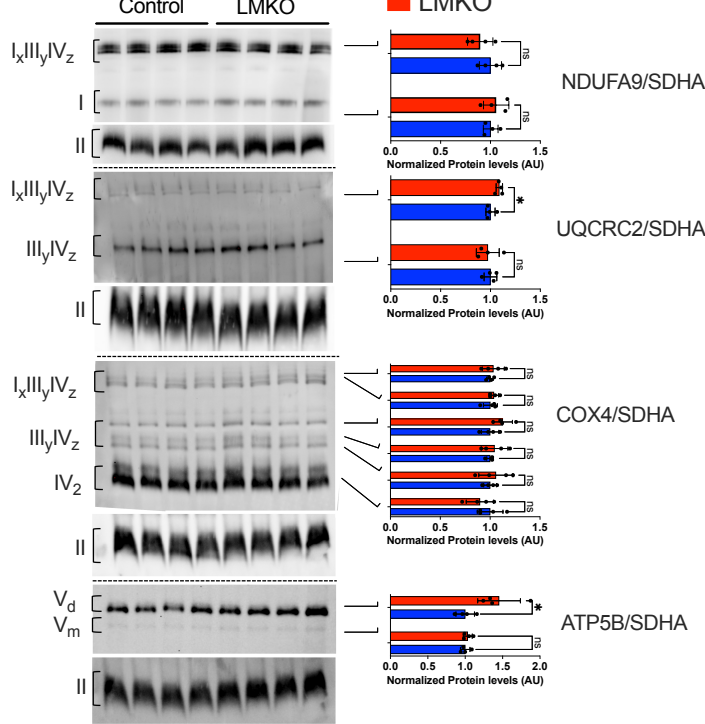 Control LMKO
LMKO
IxIIIyIVz
I
II
ns
ns
NDUFA9/SDHA
0.0 0.5 1.0 1.5
Normalized Protein levels (AU)
IxIIIyIVz
IIIyIVz
II
*
ns
UQCRC2/SDHA
0.0 0.5 1.0 1.5
Normalized Protein levels (AU)
IxIIIyIVz
IIIyIVz
IV2
II
ns
ns
ns
ns
ns
ns
COX4/SDHA
0.0 0.5 1.0 1.5
Normalized Protein levels (AU)
Vd
Vm
II
*
ns
ATP5B/SDHA
0.0 0.5 1.0 1.5 2.0
Normalized Protein levels (AU)